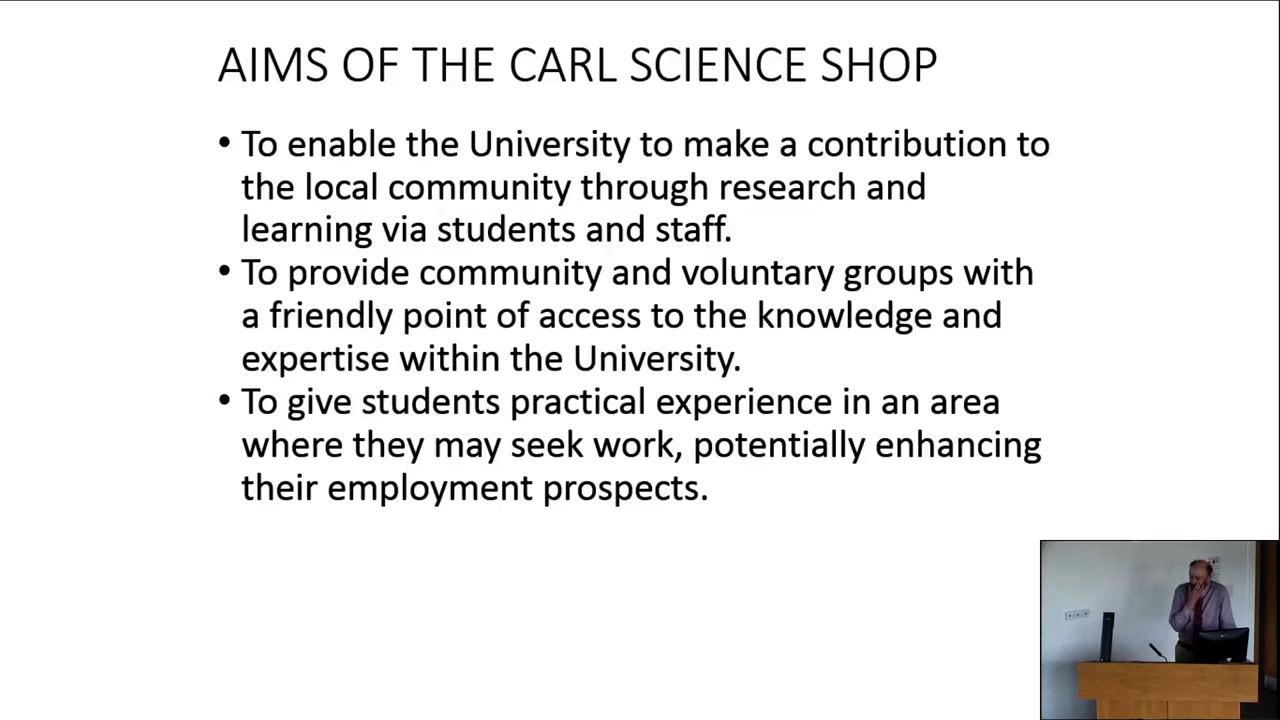 AIMS OF THE CARL SCIENCE SHOP
• To enable the University to make a contribution to
the local community through research and
learning via students and staff.
• To provide community and voluntary groups with
a friendly point of access to the knowledge and
expertise within the University.
• To give students practical experience in an area
where they may seek work, potentially enhancing
their employment prospects.